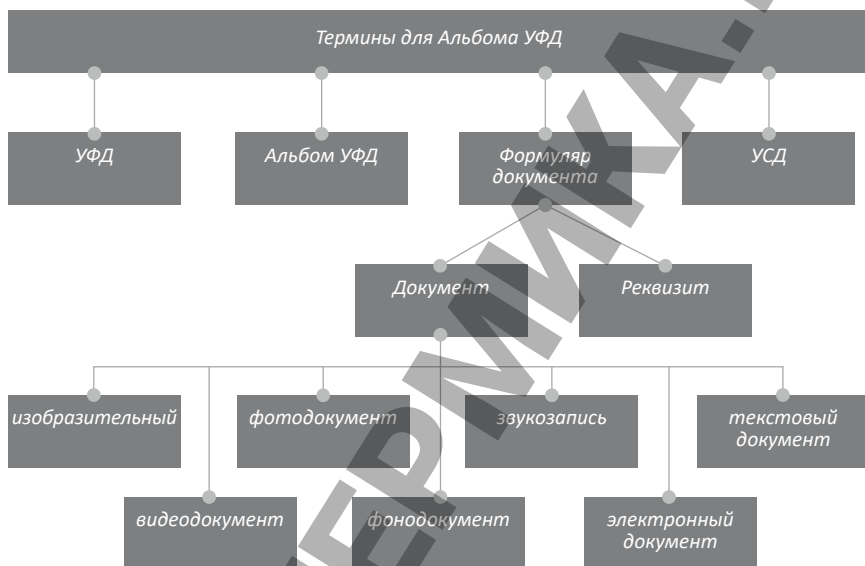 Термины для Альбома УФД
УФД
Альбом УФД
Формуляр
документа
УСД
Документ
Реквизит
изобразительный
фотодокумент
звукозапись
текстовый
документ
видеодокумент
фонодокумент
электронный
документ
ЕРМИКА.